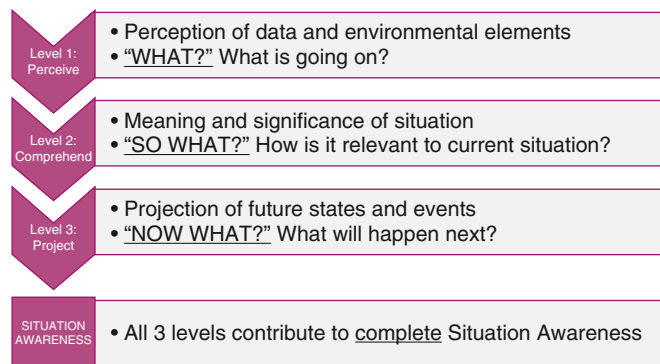 Level 1:
Perceive
• Perception of data and environmental elements
• “WHAT?” What is going on?
Level 2:
Comprehend
• Meaning and significance of situation
• “SO WHAT?” How is it relevant to current situation?
Level 3:
Project
• Projection of future states and events
• “NOW WHAT?” What will happen next?
SITUATION
AWARENESS
• All 3 levels contribute to complete Situation Awareness